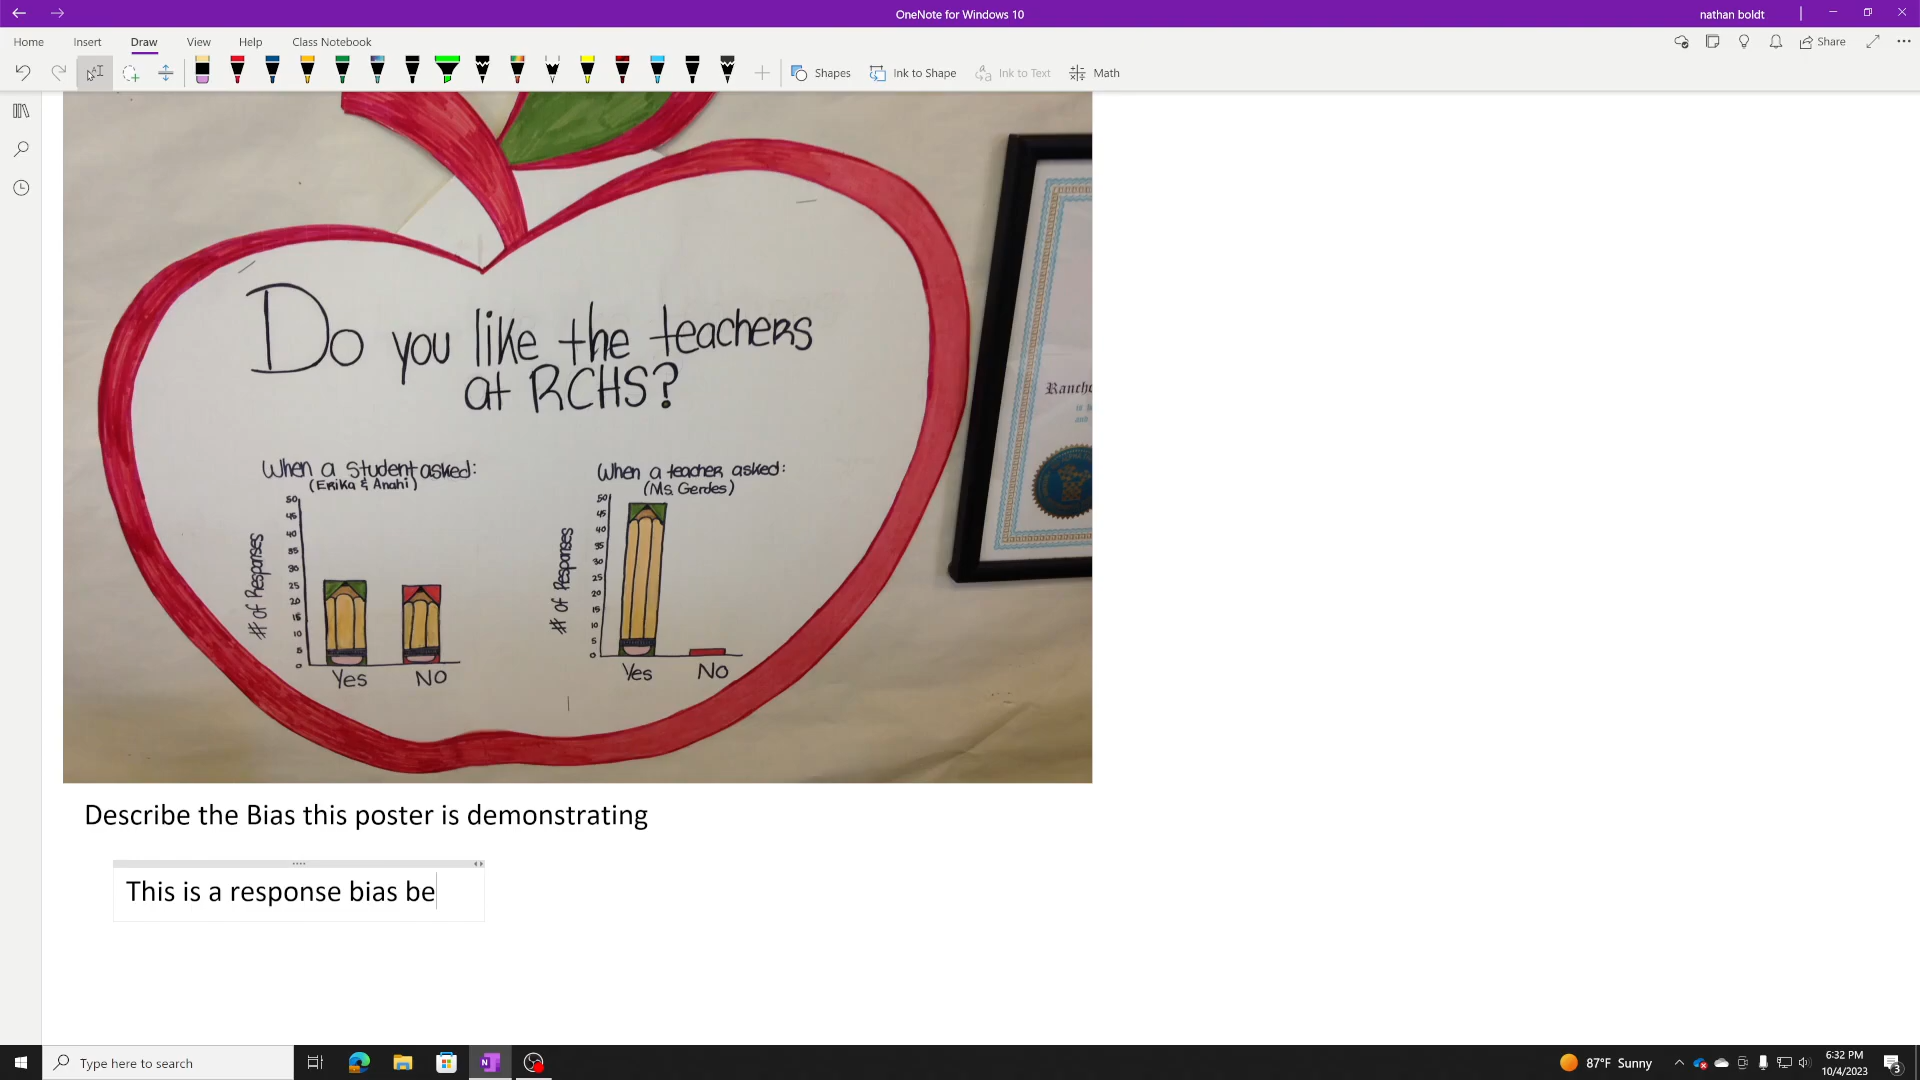 OneNote for Windows 10
nathan boldt
Home Insert Draw View Help Class Notebook
Share
Shapes Ink to Shape Ink to Text Math
Do you like the teachers
at RCHS?
When a Student asked:
(Erika & Anahi)
50
45
40
35
30
25
20
15
10
5
0
# of Responses
Yes NO
When a teacher asked:
(Ms. Gerdes)
50
45
40
35
30
25
20
15
10
5
0
# of Responses
Yes No
Describe the Bias this poster is demonstrating
This is a response bias be
Type here to search
87°F Sunny
6:32 PM
10/4/2023
3